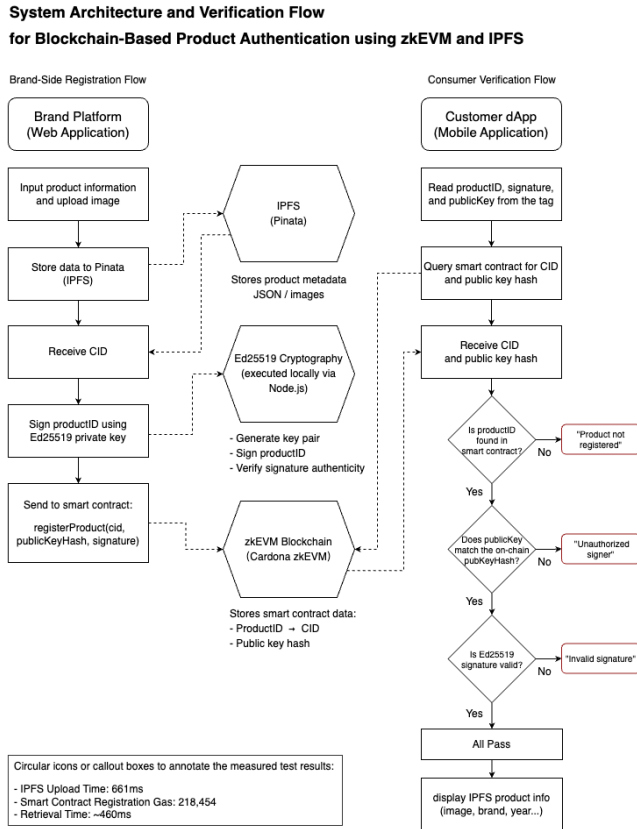 System Architecture and Verification Flow
for Blockchain-Based Product Authentication using zkEVM and IPFS
Brand-Side Registration Flow
Brand Platform
(Web Application)
Input product information
and upload image
Store data to Pinata
(IPFS)
Receive CID
Sign productID using
Ed25519 private key
Send to smart contract:
registerProduct(cid,
publicKeyHash, signature)
IPFS
(Pinata)
Stores product metadata
JSON / images
Ed25519 Cryptography
(executed locally via
Node.js)
- Generate key pair
- Sign productID
- Verify signature authenticity
zkEVM Blockchain
(Cardona zkEVM)
Stores smart contract data:
- ProductID → CID
- Public key hash
Consumer Verification Flow
Customer dApp
(Mobile Application)
Read productID, signature,
and publicKey from the tag
Query smart contract for CID
and public key hash
Receive CID
and public key hash
Is productID
found in
smart contract?
No
"Product not
registered"
Yes
Does publicKey
match the on-chain
pubKeyHash?
No
"Unauthorized
signer"
Yes
Is Ed25519
signature valid?
No
"Invalid signature"
Yes
All Pass
display IPFS product info
(image, brand, year...)
Circular icons or callout boxes to annotate the measured test results:
- IPFS Upload Time: 661ms
- Smart Contract Registration Gas: 218,454
- Retrieval Time: ~460ms